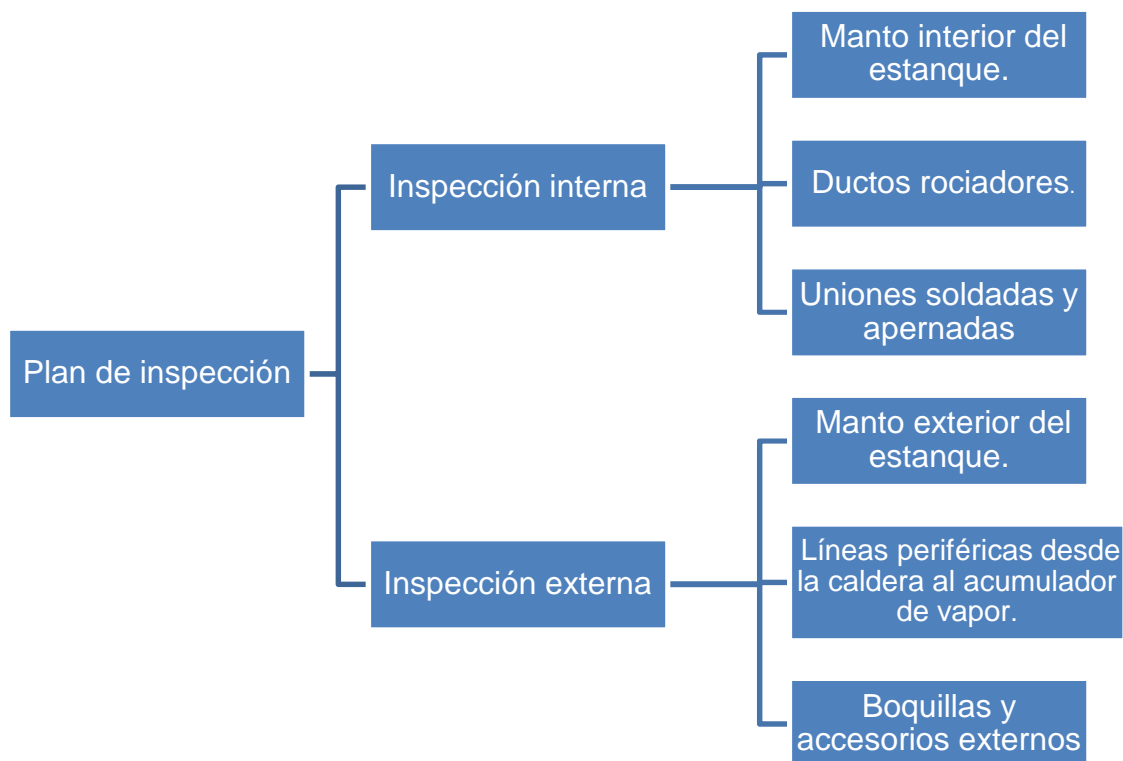 Plan de inspección
Inspección interna
Manto interior del
estanque.
Ductos rociadores.
Uniones soldadas y
apernadas
Inspección externa
Manto exterior del
estanque.
Líneas periféricas desde
la caldera al acumulador
de vapor.
Boquillas y
accesorios externos